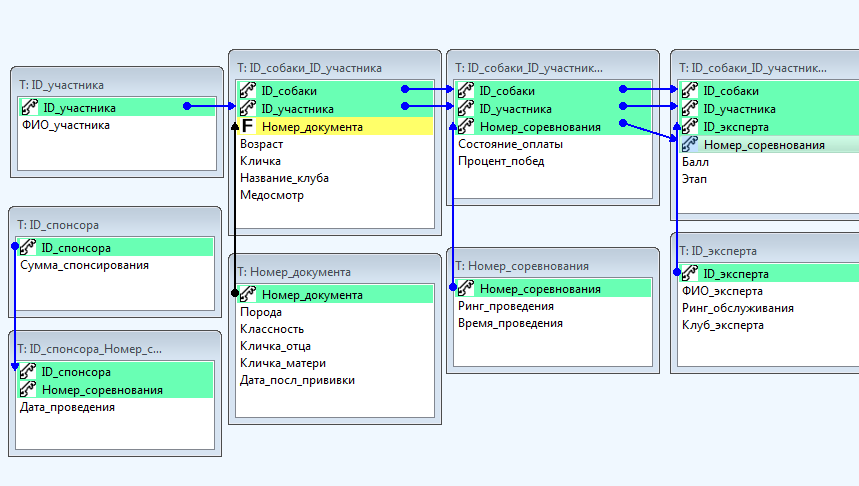 T: ID_участника
ID_участника
ФИО_участника
T: ID_собаки_ID_участника
ID_собаки
ID_участника
F Номер_документа
Возраст
Кличка
Название_клуба
Медосмотр
T: ID_собаки_ID_участник...
ID_собаки
ID_участника
Номер_соревнования
Состояние_оплаты
Процент_побед
T: ID_собаки_ID_участник...
ID_собаки
ID_участника
ID_эксперта
Номер_соревнования
Балл
Этап
T: ID_спонсора
ID_спонсора
Сумма_спонсирования
T: Номер_документа
Номер_документа
Порода
Классность
Кличка_отца
Кличка_матери
Дата_посл_прививки
T: Номер_соревнования
Номер_соревнования
Ринг_проведения
Время_проведения
T: ID_эксперта
ID_эксперта
ФИО_эксперта
Ринг_обслуживания
Клуб_эксперта
T: ID_спонсора_Номер_с...
ID_спонсора
Номер_соревнования
Дата_проведения